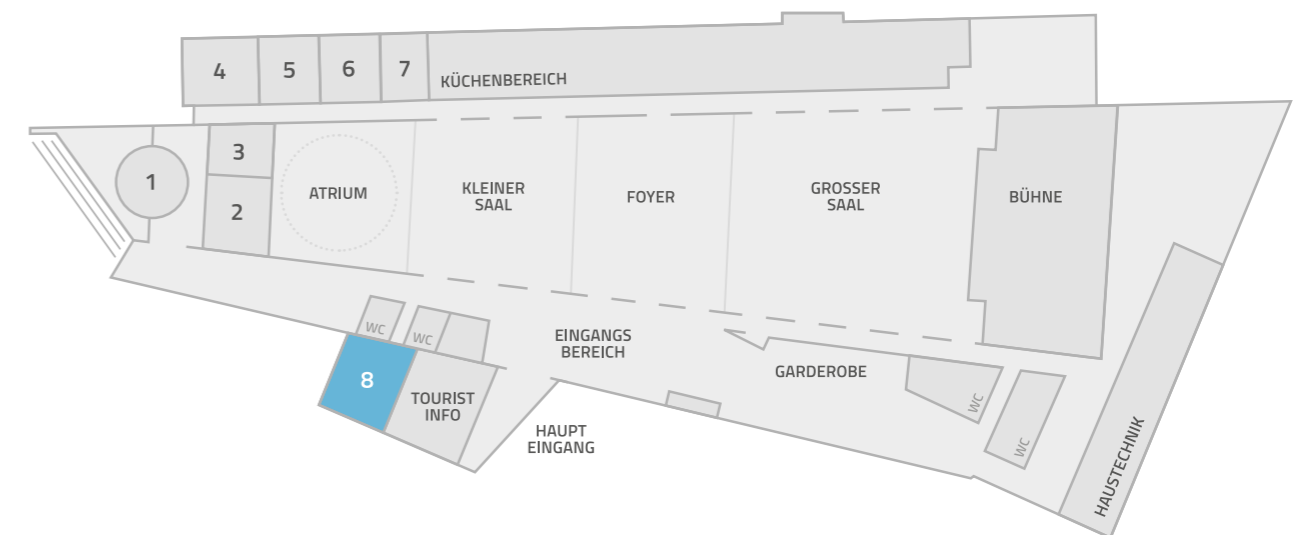 4
5
6
7
KÜCHENBEREICH
1
3
2
ATRIUM
KLEINER
SAAL
FOYER
GROSSER
SAAL
BÜHNE
WC
WC
EINGANGS
BEREICH
8
TOURIST
INFO
GARDEROBE
WC
WC
HAUPT
EINGANG
HAUSTECHNIK